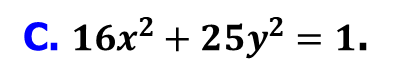 C. 16x² + 25y² = 1.